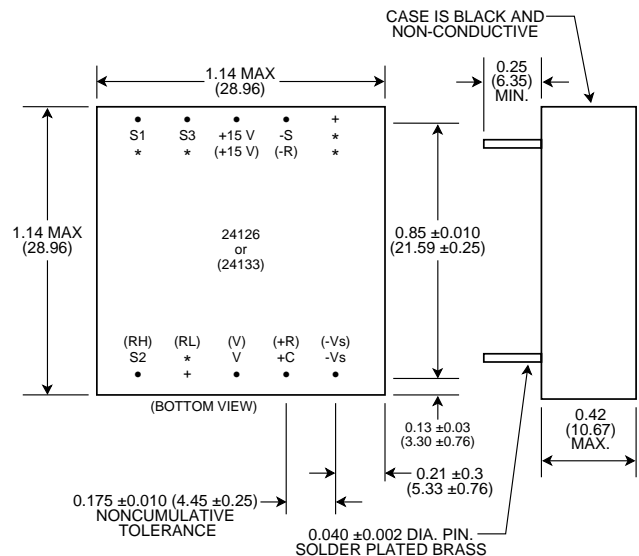 CASE IS BLACK AND
NON-CONDUCTIVE
1.14 MAX
(28.96)
0.25
(6.35)
MIN.
+
S1 S3 +15 V -S *
* * (+15 V) (-R) *
1.14 MAX
(28.96)
24126
or
(24133)
0.85 ±0.010
(21.59 ±0.25)
(RH) (RL) (V) (+R) (-Vs)
S2 * V +C -Vs
+
(BOTTOM VIEW)
0.13 ±0.03
(3.30 ±0.76)
0.42
(10.67)
MAX.
0.21 ±0.3
(5.33 ±0.76)
0.175 ±0.010 (4.45 ±0.25)
NONCUMULATIVE
TOLERANCE
0.040 ±0.002 DIA. PIN.
SOLDER PLATED BRASS